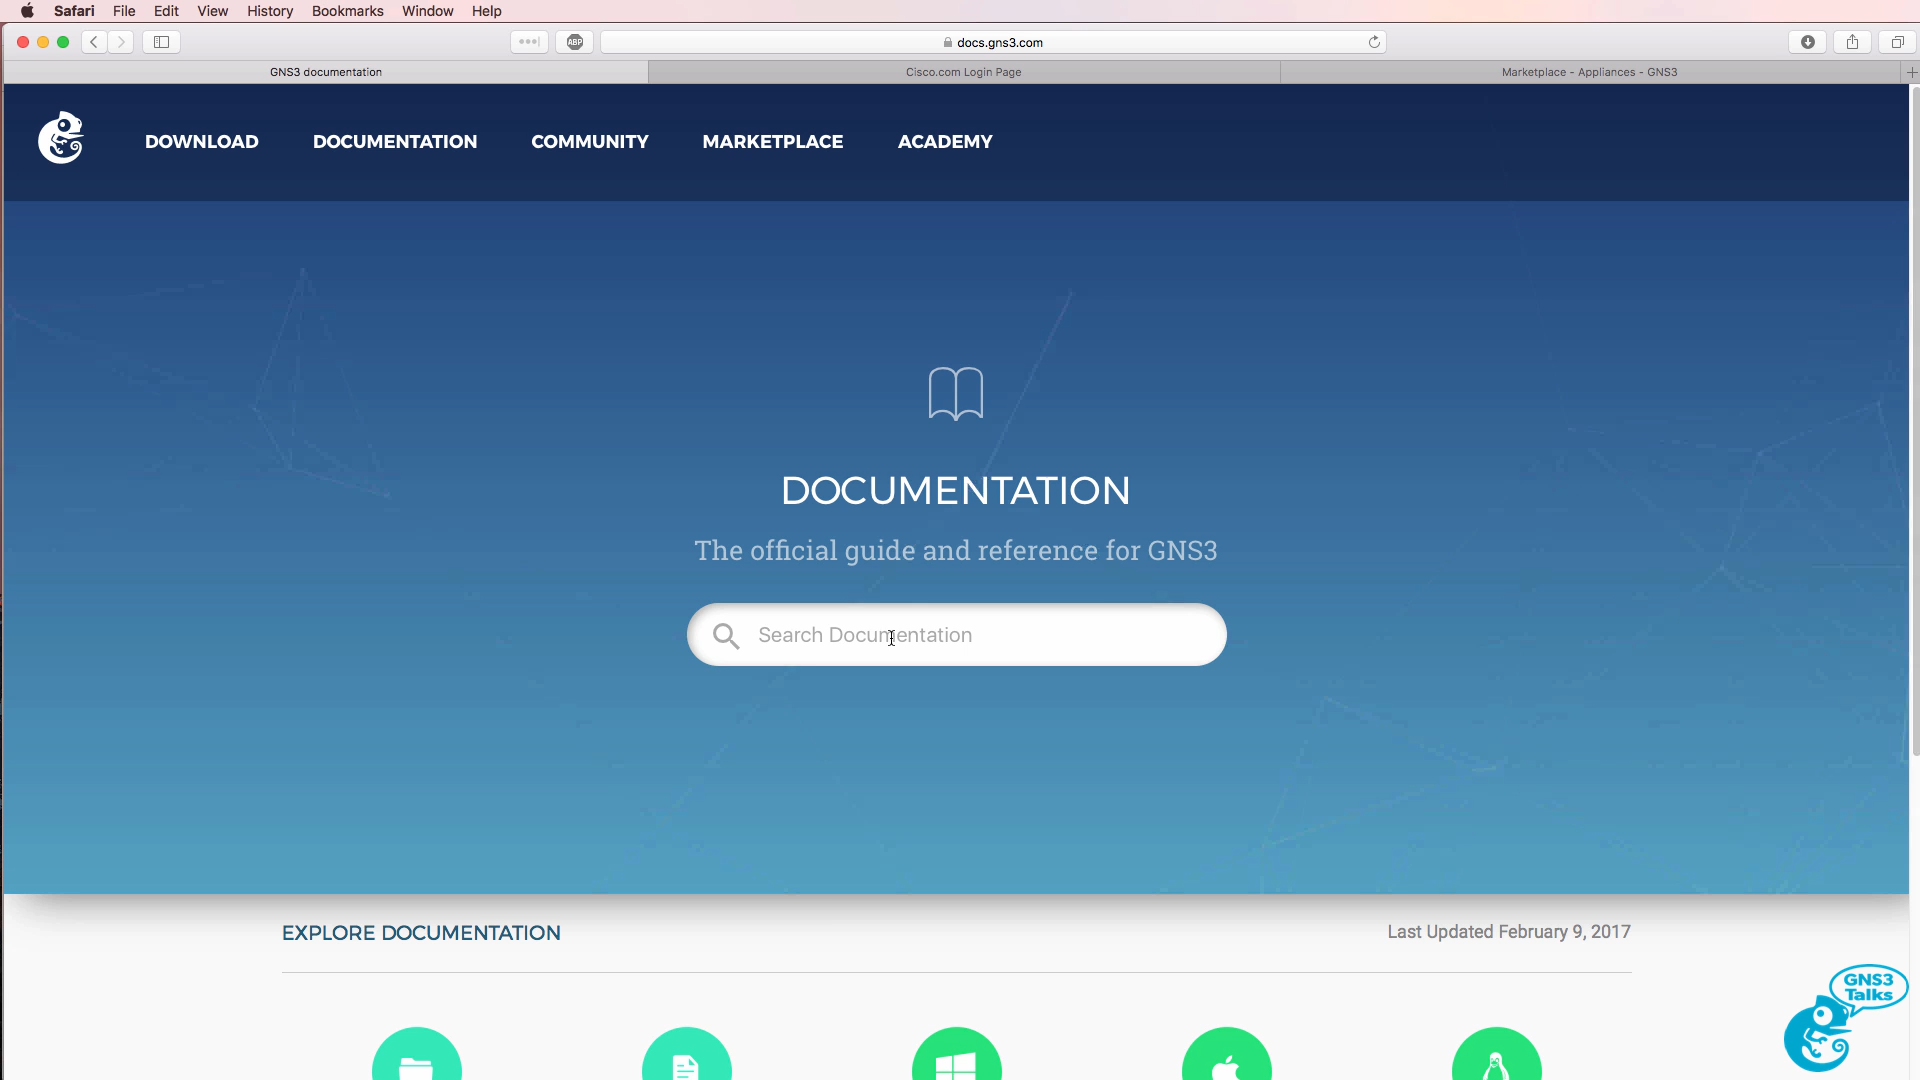 Safari File Edit View History Bookmarks Window Help
ABP
docs.gns3.com
GNS3 documentation
Cisco.com Login Page
Marketplace - Appliances - GNS3
DOWNLOAD DOCUMENTATION COMMUNITY MARKETPLACE ACADEMY
DOCUMENTATION
The official guide and reference for GNS3
Search Documentation
EXPLORE DOCUMENTATION
Last Updated February 9, 2017
GNS3
Talks